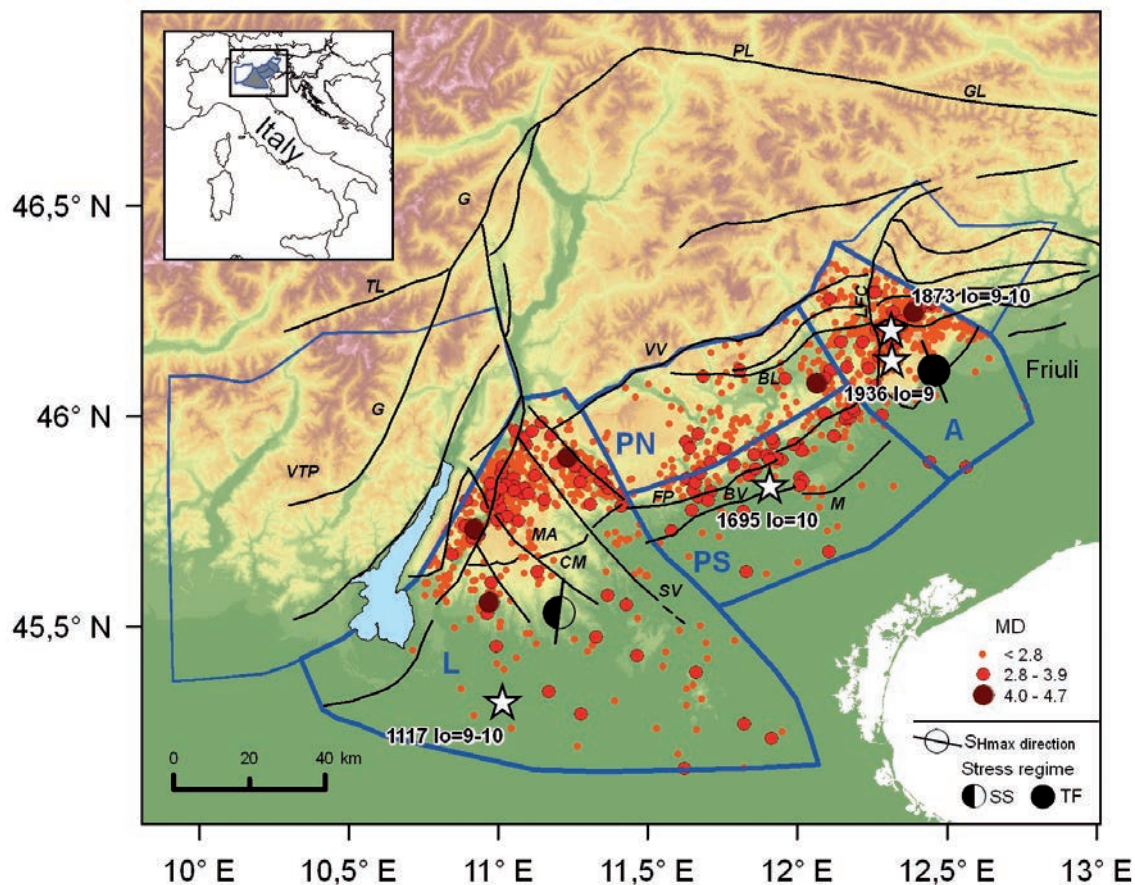 Italy
PL
GL
G
TL
46,5° N
LFC
1873 Io=9-10
VV
BL
Friuli
1936 Io=9
G
46° N
PN
A
VTP
FP
BV
M
1695 Io=10
MA
CM
PS
SV
45,5° N
L
MD
< 2.8
2.8 - 3.9
4.0 - 4.7
1117 Io=9-10
SHmax direction
0 20 40 km
Stress regime
SS TF
10° E 10,5° E 11° E 11,5° E 12° E 12,5° E 13° E